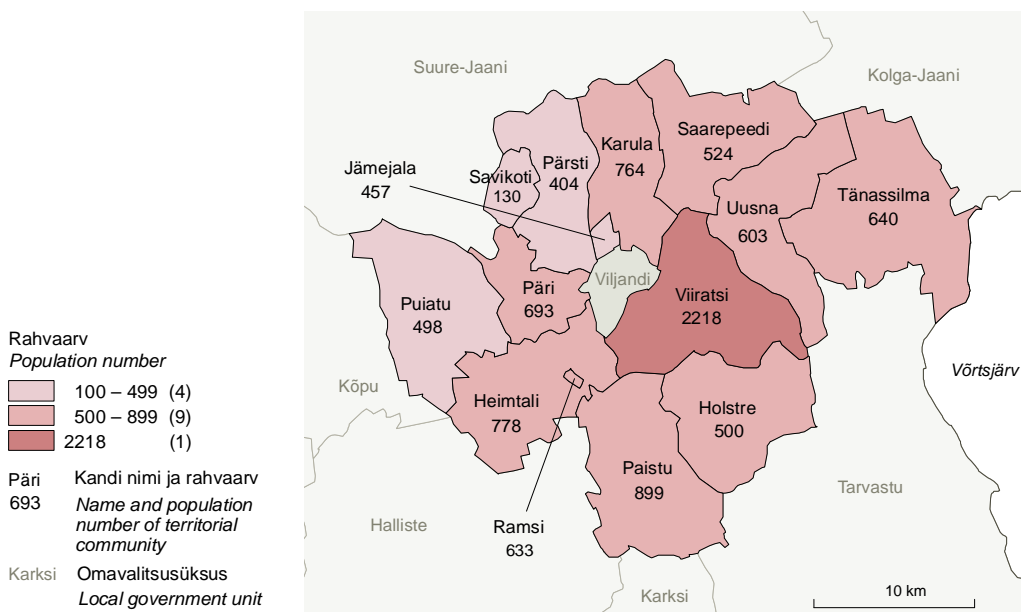 Suure-Jaani
Kolga-Jaani
Saarepeedi
524
Karula
764
Pärsti
404
Jämejala
457
Savikoti
130
Tänassilma
640
Uusna
603
Viljandi
Päri
693
Viiratsi
2218
Puiatu
498
Võrtsjärv
Kõpu
Heimtali
778
Holstre
500
Paistu
899
Tarvastu
Halliste
Ramsi
633
Karksi
10 km
Rahvaarv
Population number
100 – 499 (4)
500 – 899 (9)
2218 (1)
Päri
693
Kandi nimi ja rahvaarv
Name and population
number of territorial
community
Karksi Omavalitsusüksus
Local government unit